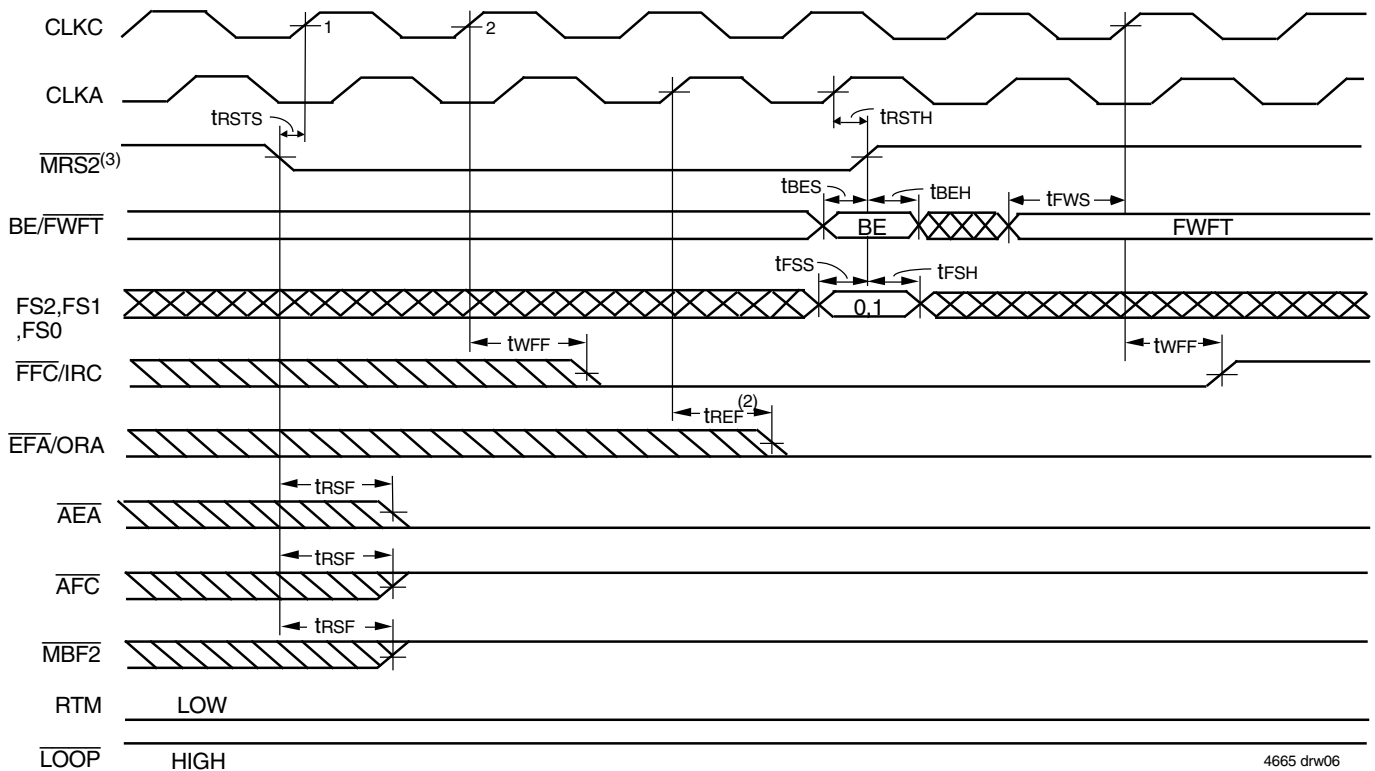 CLKC
1
2
CLKA
tRSTS
tRSTH
MRS2(3)
tBES
tBEH
tFWS
BE/FWFT
BE
FWFT
tFSS
tFSH
FS2,FS1
,FS0
0,1
tWFF
tWFF
FFC/IRC
tREF(2)
EFA/ORA
tRSF
AEA
tRSF
AFC
tRSF
MBF2
RTM
LOW
LOOP
HIGH
4665 drw06